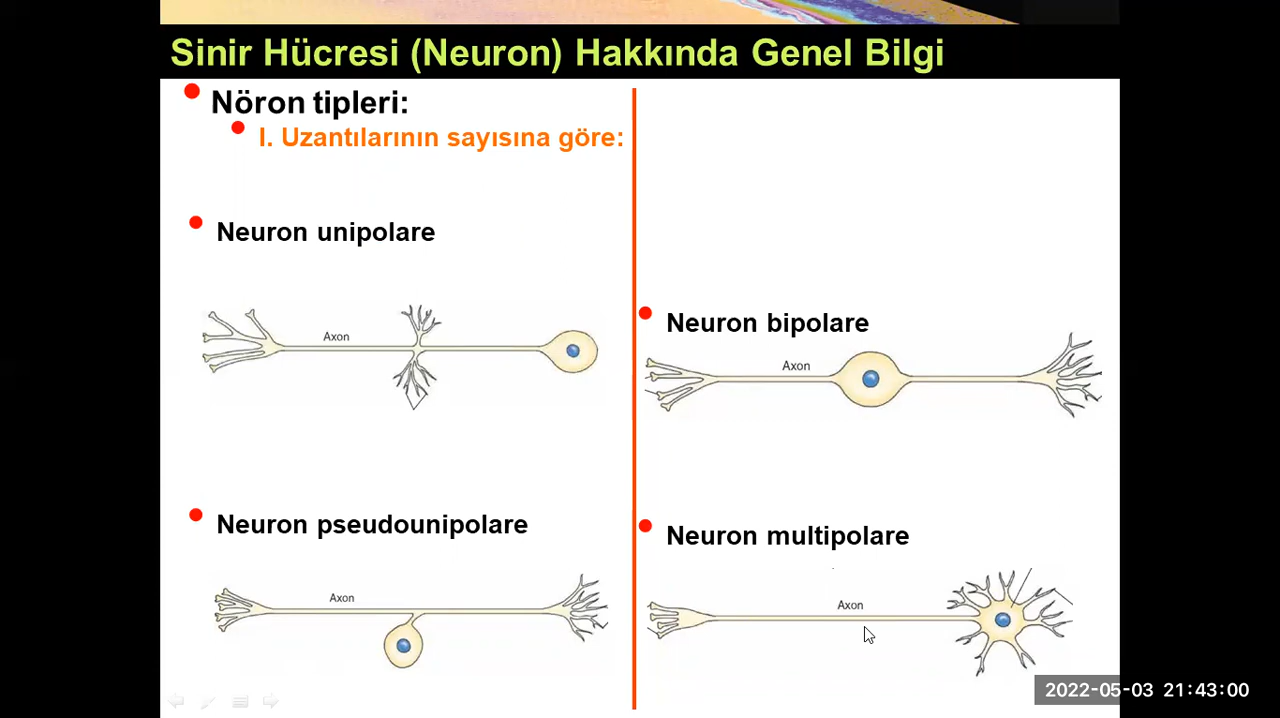 Sinir Hücresi (Neuron) Hakkında Genel Bilgi
Nöron tipleri:
I. Uzantılarının sayısına göre:
Neuron unipolare
Axon
Neuron pseudounipolare
Axon
Neuron bipolare
Axon
Neuron multipolare
Axon
2022-05-03 21:43:00